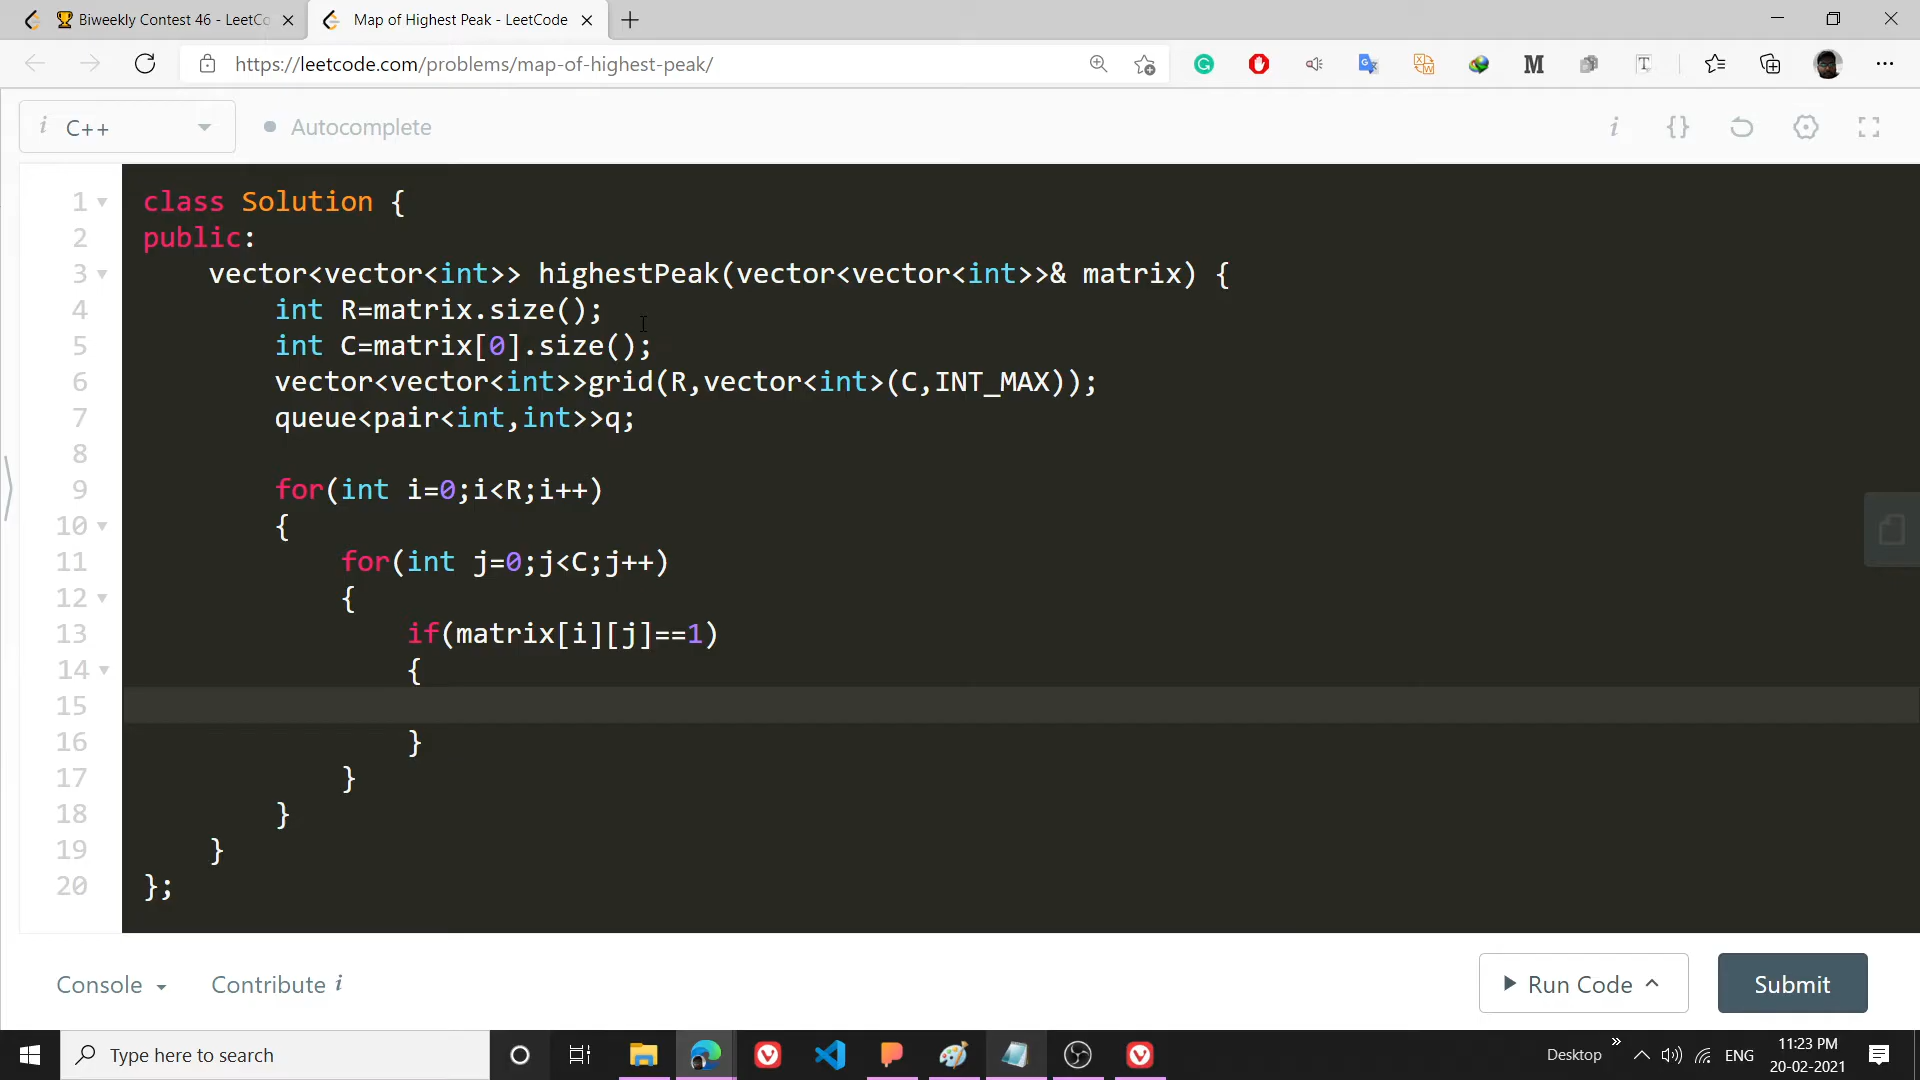 Biweekly Contest 46 - LeetCo
Map of Highest Peak - LeetCode
https://leetcode.com/problems/map-of-highest-peak/
i C++
Autocomplete
i {}
1 class Solution {
2 public:
3 vector<vector<int>> highestPeak(vector<vector<int>>& matrix) {
4 int R=matrix.size();
5 int C=matrix[0].size();
6 vector<vector<int>>grid(R,vector<int>(C,INT_MAX));
7 queue<pair<int,int>>q;
8
9 for(int i=0;i<R;i++)
10 {
11 for(int j=0;j<C;j++)
12 {
13 if(matrix[i][j]==1)
14 {
15
16 }
17 }
18 }
19 }
20 };
Console
Contribute i
Run Code
Submit
Type here to search
Desktop
ENG
11:23 PM
20-02-2021